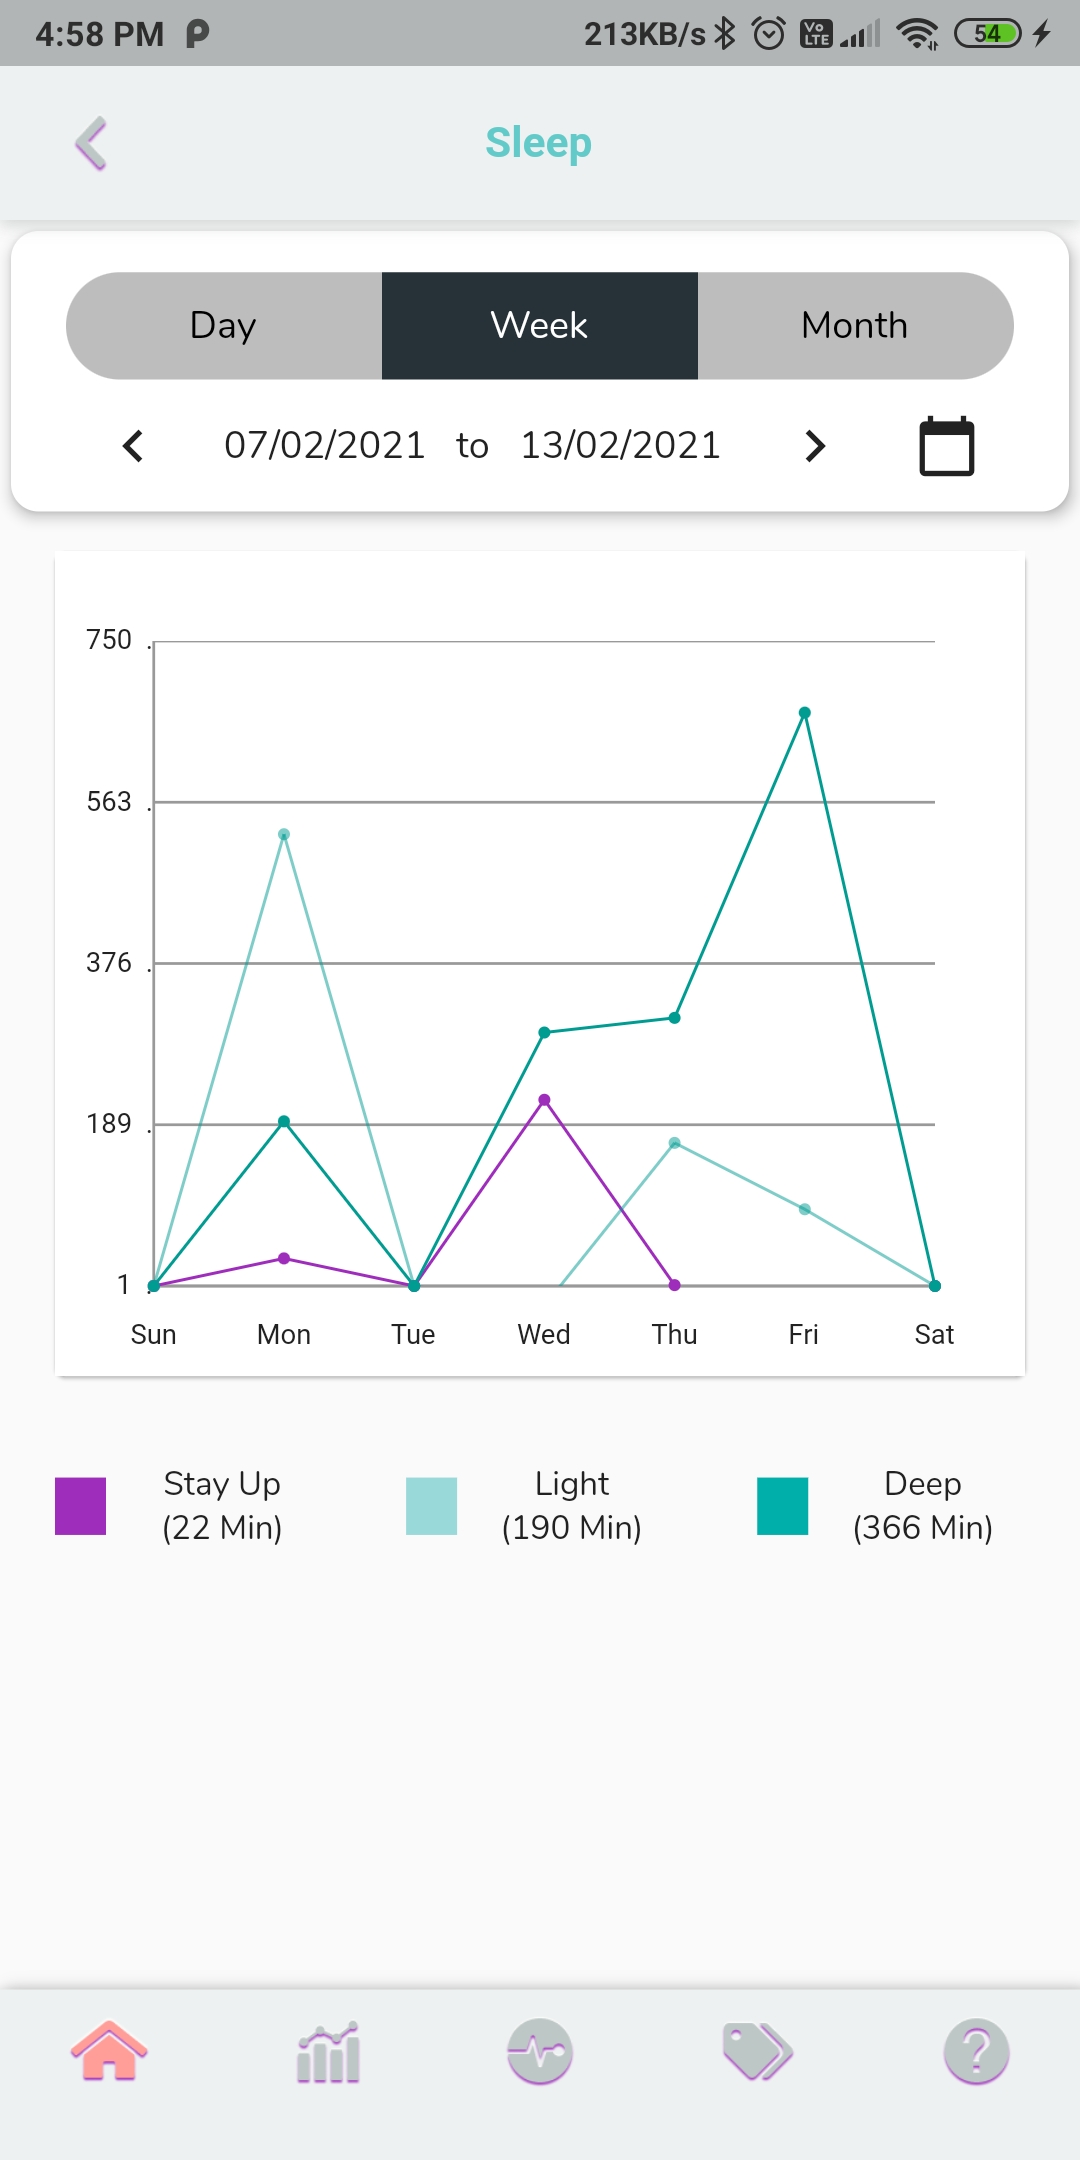 4:58 PM
213KB/s
Vo LTE
54
Sleep
Day Week Month
07/02/2021 to 13/02/2021
750
563
376
189
1
Sun Mon Tue Wed Thu Fri Sat
Stay Up
(22 Min)
Light
(190 Min)
Deep
(366 Min)
?